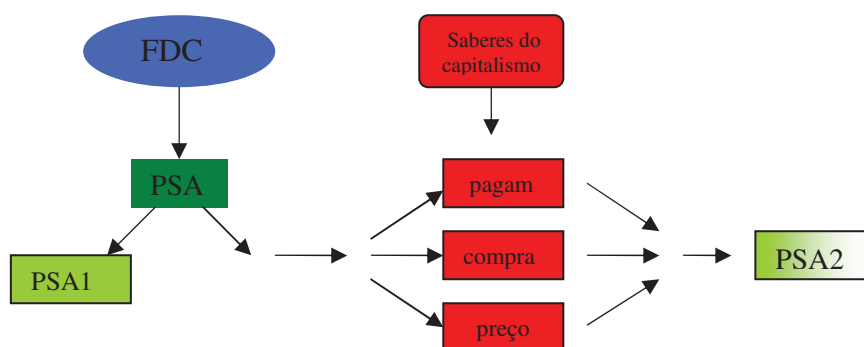 FDC
Saberes do
capitalismo
PSA
pagam
PSA1
compra
PSA2
preço